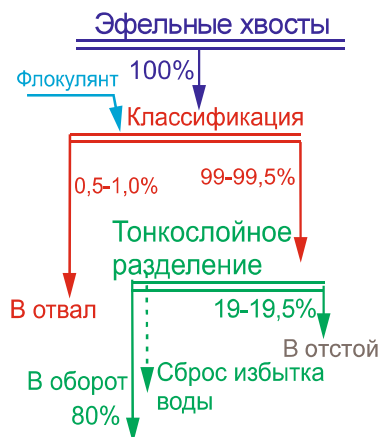 Эфельные хвосты
100%
Флокулянт
Классификация
0,5-1,0%
99-99,5%
Тонкослойное
разделение
19-19,5%
В отвал
В отстой
В оборот
80%
Сброс избытка
воды